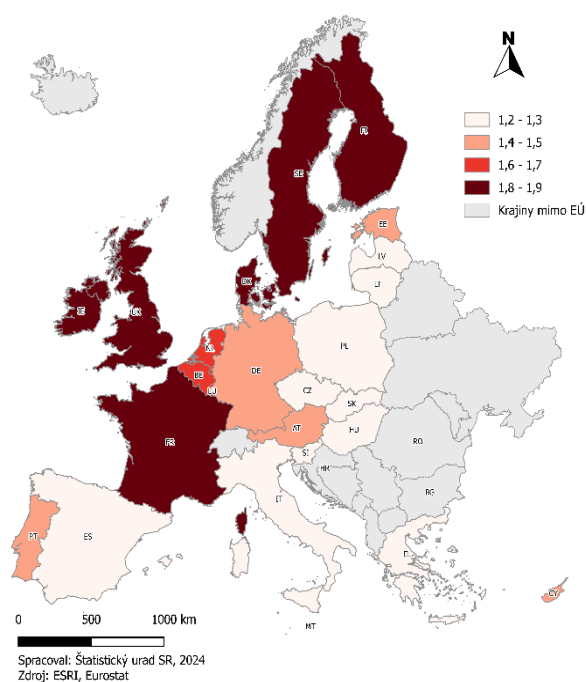 N
1,2 - 1,3
1,4 - 1,5
1,6 - 1,7
1,8 - 1,9
Krajiny mimo EÚ
FI
SE
EE
LV
LT
DK
IE
UK
NL
BE
LU
DE
PL
CZ
SK
AT
HU
SI
HR
RO
BG
FR
IT
ES
PT
EL
CY
MT
0 500 1000 km
Spracoval: Štatistický urad SR, 2024
Zdroj: ESRI, Eurostat